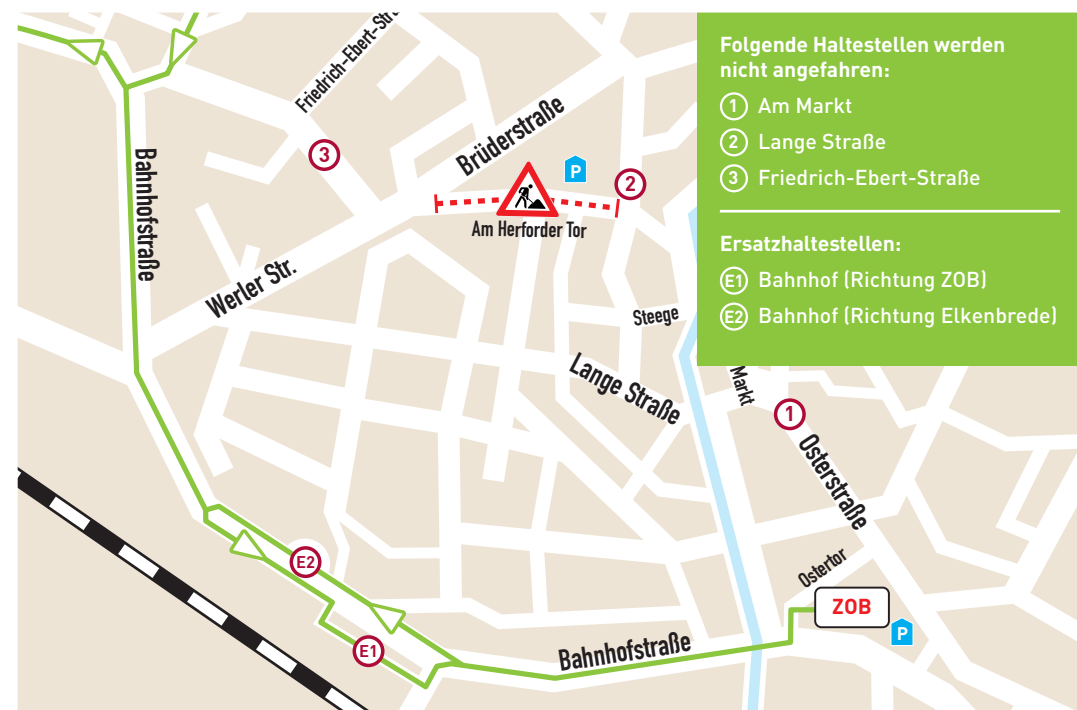 Folgende Haltestellen werden
nicht angefahren:
1 Am Markt
2 Lange Straße
3 Friedrich-Ebert-Straße
Ersatzhaltestellen:
E1 Bahnhof (Richtung ZOB)
E2 Bahnhof (Richtung Elkenbrede)
Friedrich-Ebert-Stra
3
Brüderstraße
P
2
Bahnhofstraße
Am Herforder Tor
Werler Str.
Steege
Lange Straße
Markt
1
Osterstraße
Ostertor
E2
ZOB
P
E1
Bahnhofstraße